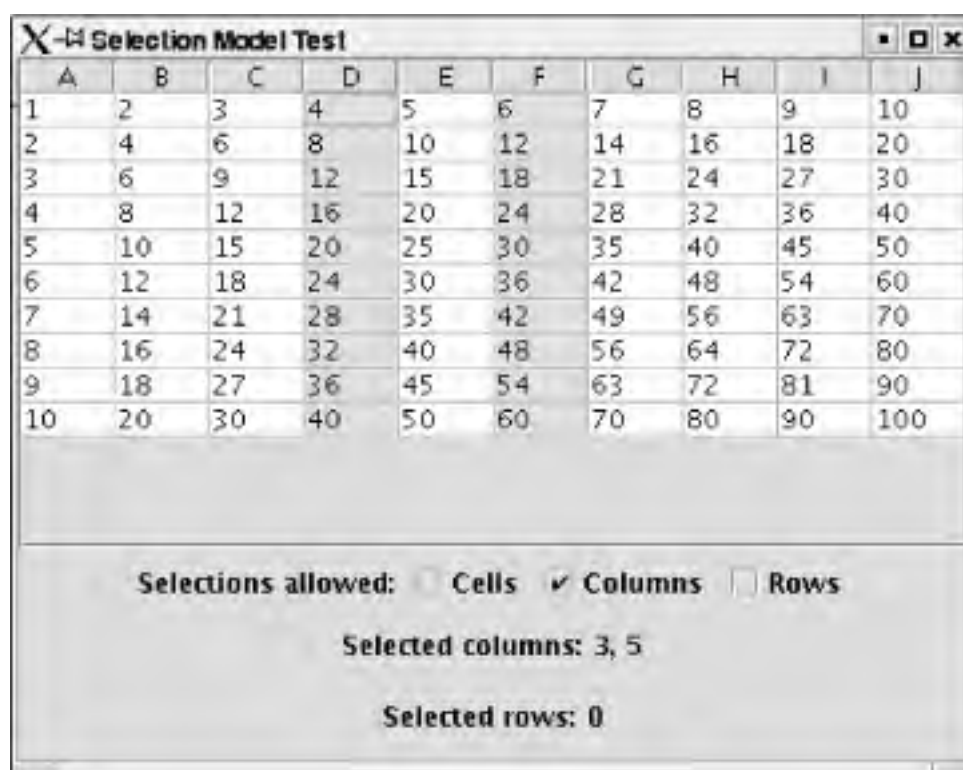 Selection Model Test
A B C D E F G H I J
1 2 3 4 5 6 7 8 9 10
2 4 6 8 10 12 14 16 18 20
3 6 9 12 15 18 21 24 27 30
4 8 12 16 20 24 28 32 36 40
5 10 15 20 25 30 35 40 45 50
6 12 18 24 30 36 42 48 54 60
7 14 21 28 35 42 49 56 63 70
8 16 24 32 40 48 56 64 72 80
9 18 27 36 45 54 63 72 81 90
10 20 30 40 50 60 70 80 90 100
Selections allowed: Cells Columns Rows
Selected columns: 3, 5
Selected rows: 0